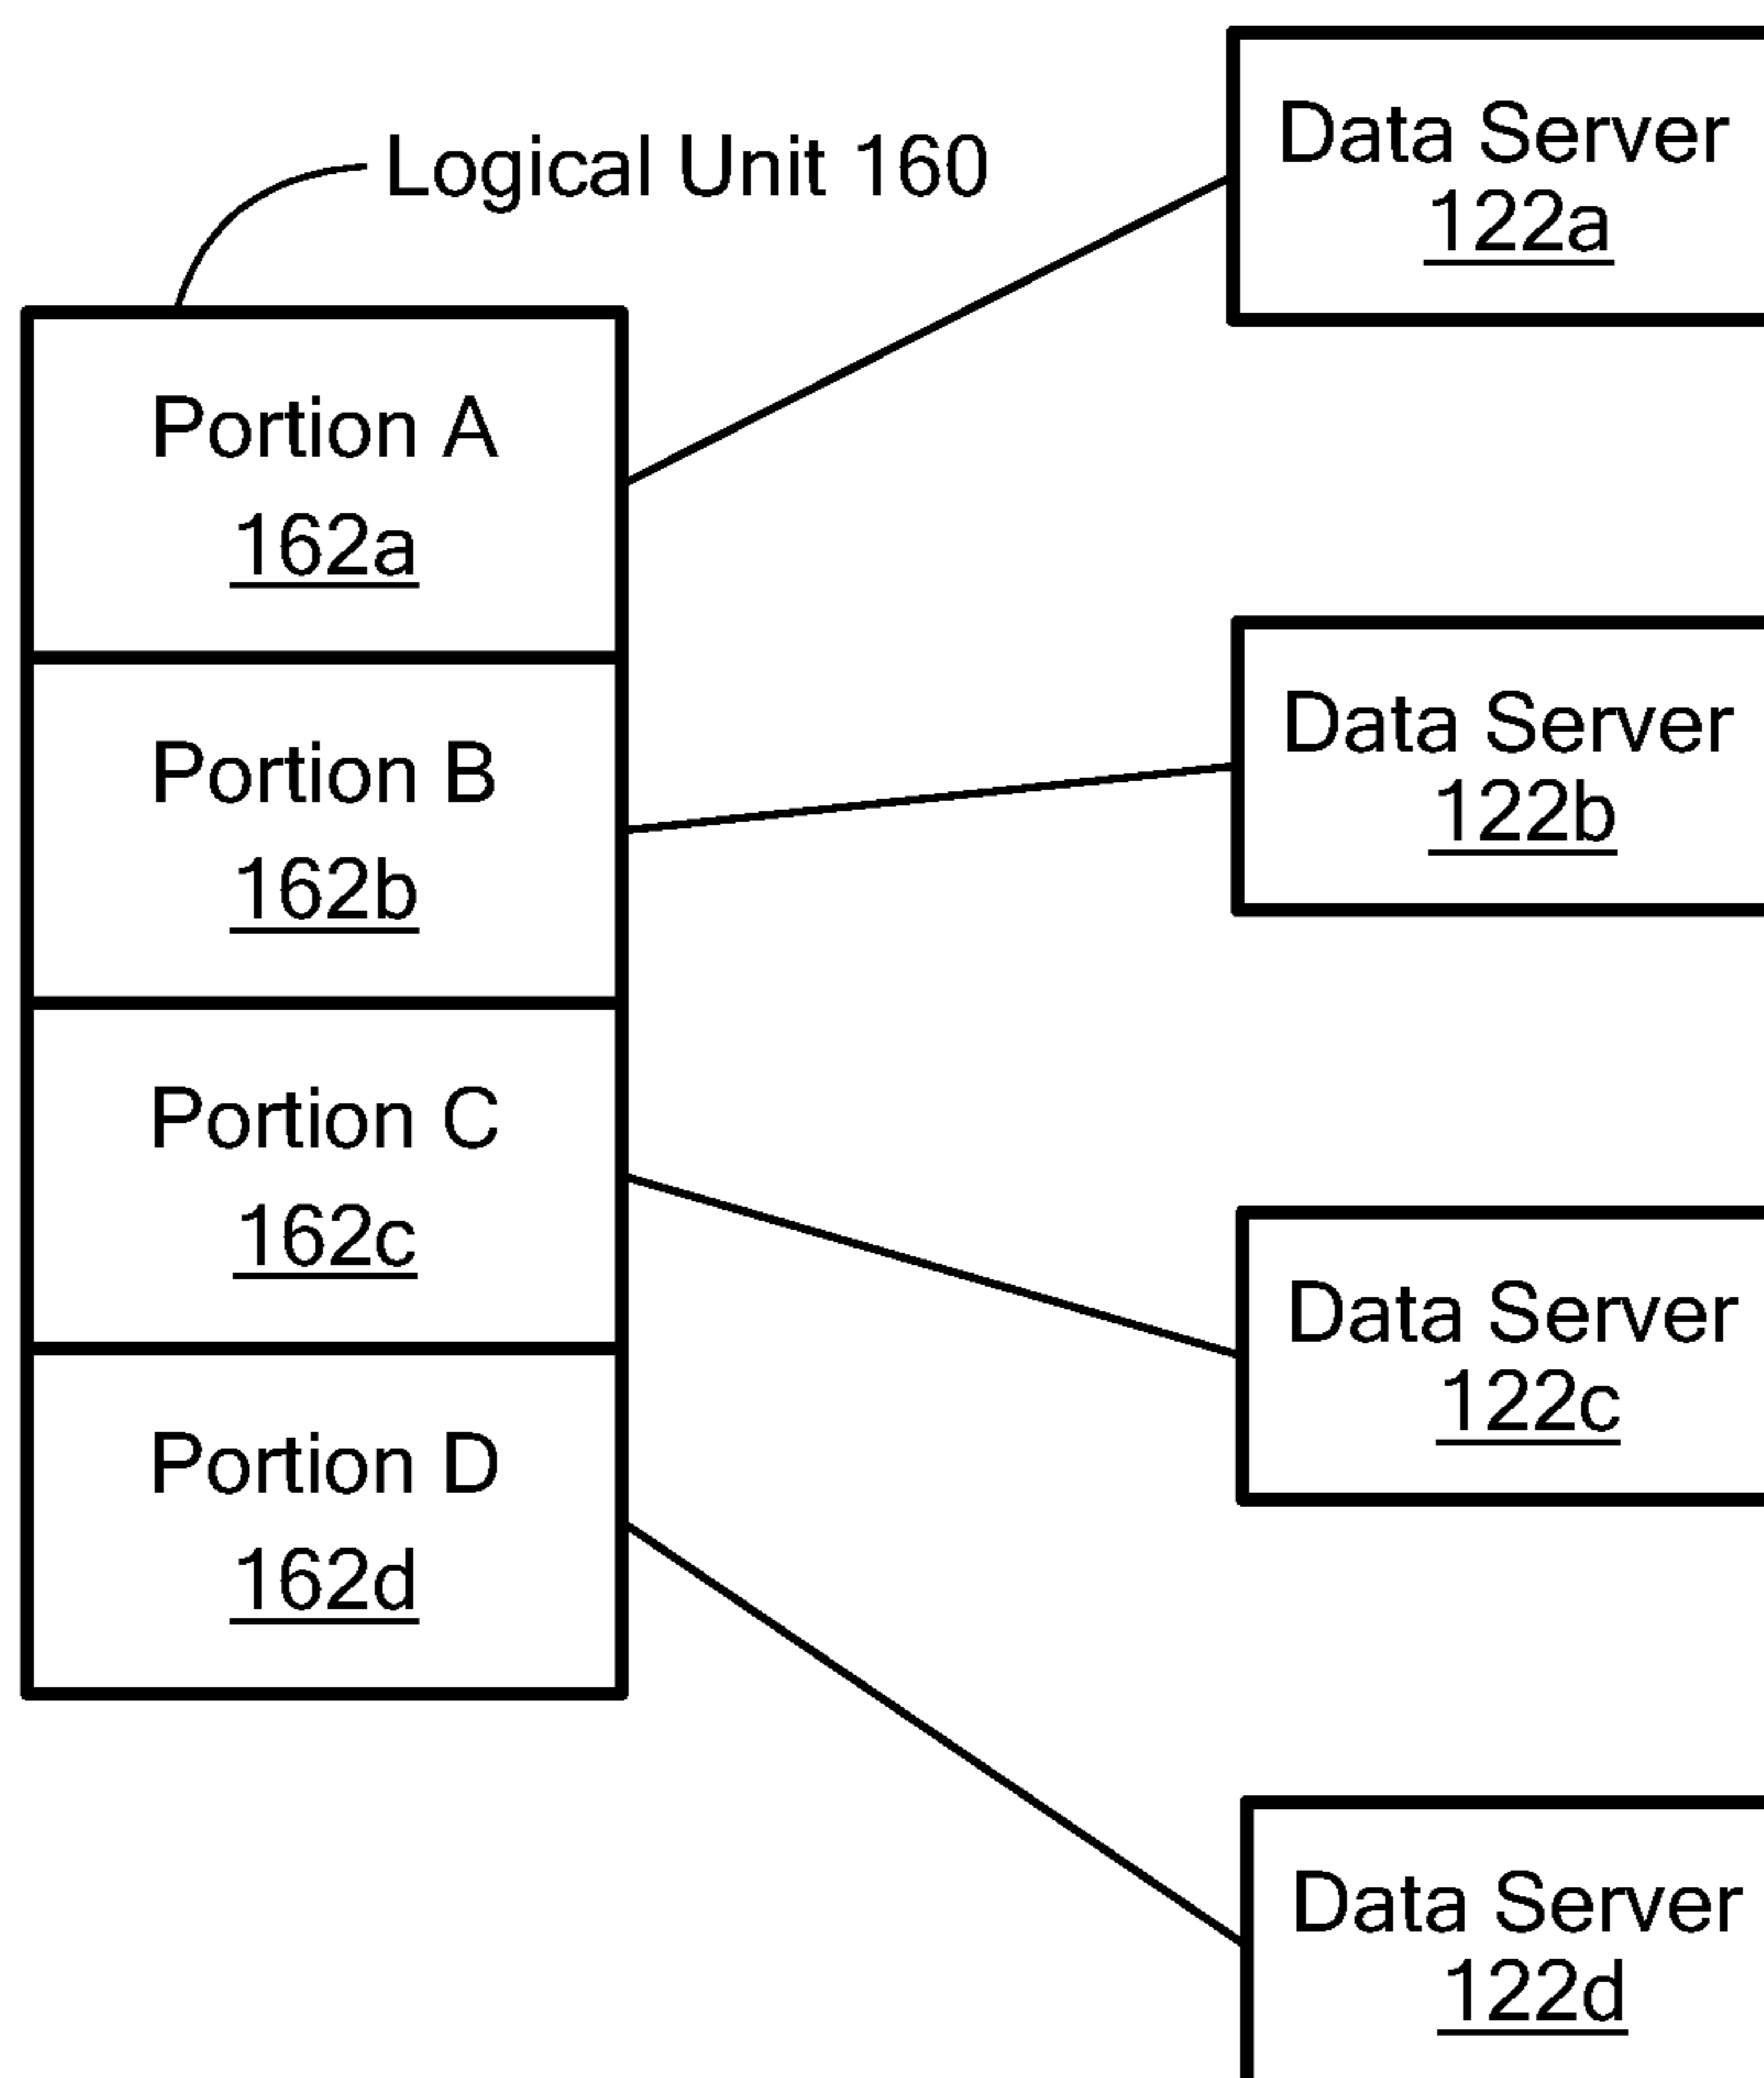 Logical Unit 160
Portion A
162a
Portion B
162b
Portion C
162c
Portion D
162d
Data Server
122a
Data Server
122b
Data Server
122c
Data Server
122d